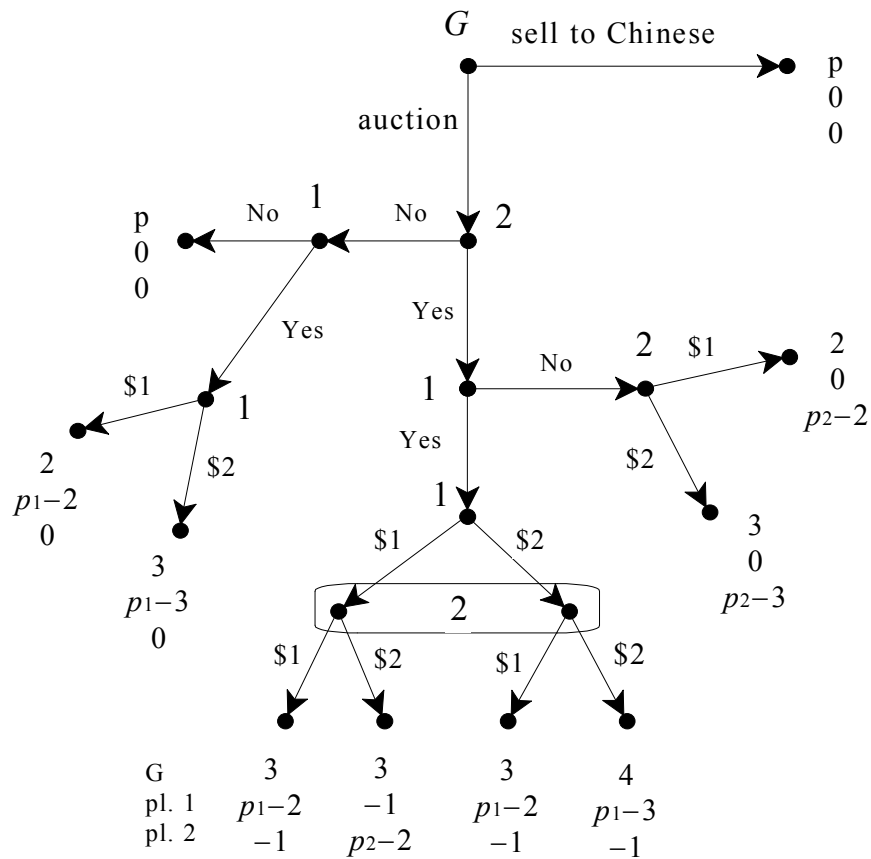 G
sell to Chinese
p
0
0
auction
2
No
1
No
p
0
0
Yes
Yes
2
$1
2
0
p2−2
No
1
$1
1
Yes
$2
$2
2
p1−2
0
1
3
0
p2−3
3
p1−3
0
$1
$2
2
$1
$2
$1
$2
G 3 3 3 4
pl. 1 p1−2 −1 p1−2 p1−3
pl. 2 −1 p2−2 −1 −1